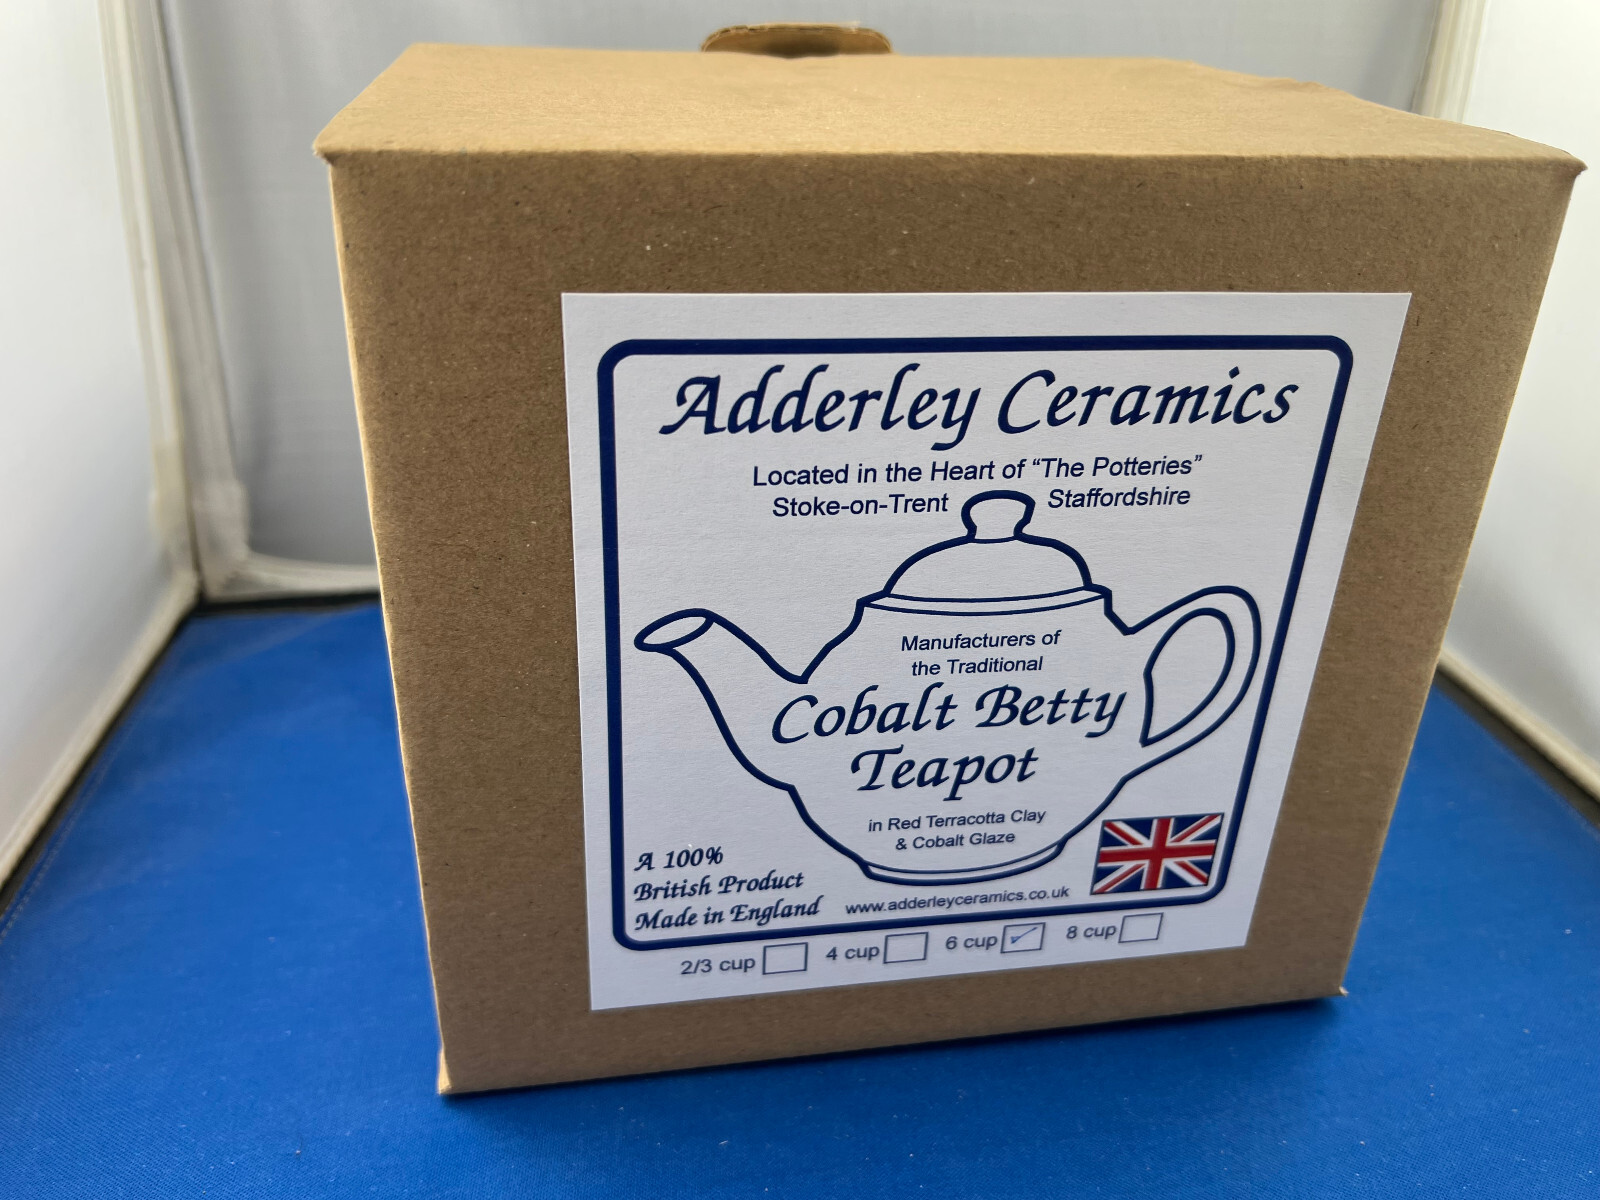 Adderley Ceramics
Located in the Heart of “The Potteries”
Stoke-on-Trent Staffordshire
Manufacturers of
the Traditional
Cobalt Betty
Teapot
in Red Terracotta Clay
& Cobalt Glaze
A 100%
British Product
Made in England
www.adderleyceramics.co.uk
2/3 cup 4 cup 6 cup 8 cup